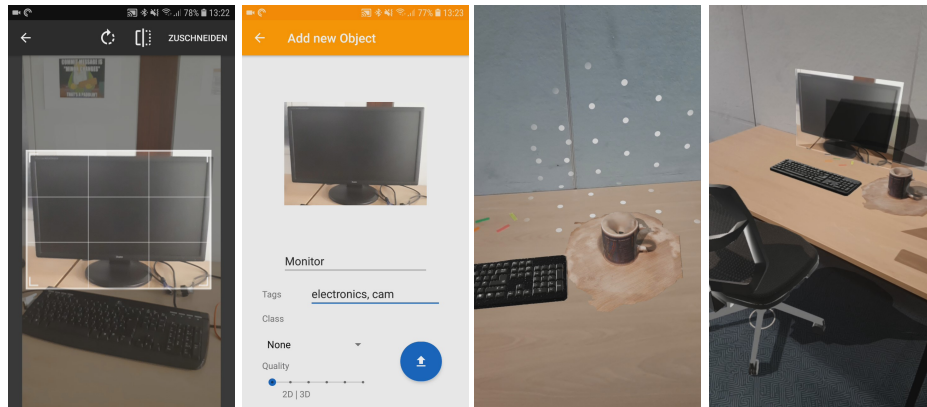 78% 13:22
ZUSCHNEIDEN
77% 13:23
Add new Object
Monitor
Tags electronics, cam
Class
None
Quality
2D | 3D